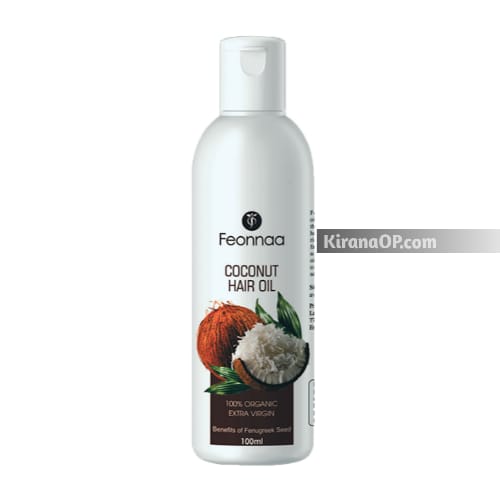 Feonnaa
COCONUT
HAIR OIL
100% ORGANIC
EXTRA VIRGIN
Benefits of Fenugreek Seed
100ml
KiranaOP.com